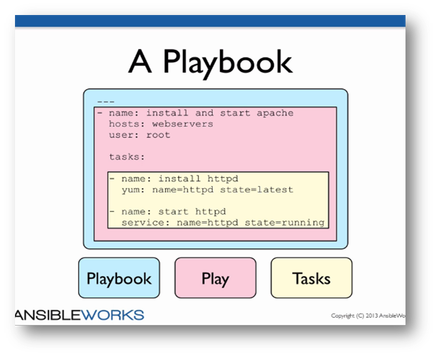 A Playbook
---
- name: install and start apache
  hosts: webservers
  user: root
  tasks:
  - name: install httpd
    yum: name=httpd state=latest
  - name: start httpd
    service: name=httpd state=running
Playbook
Play
Tasks
ANSIBLEWORKS
Copyright (C) 2013 AnsibleWo